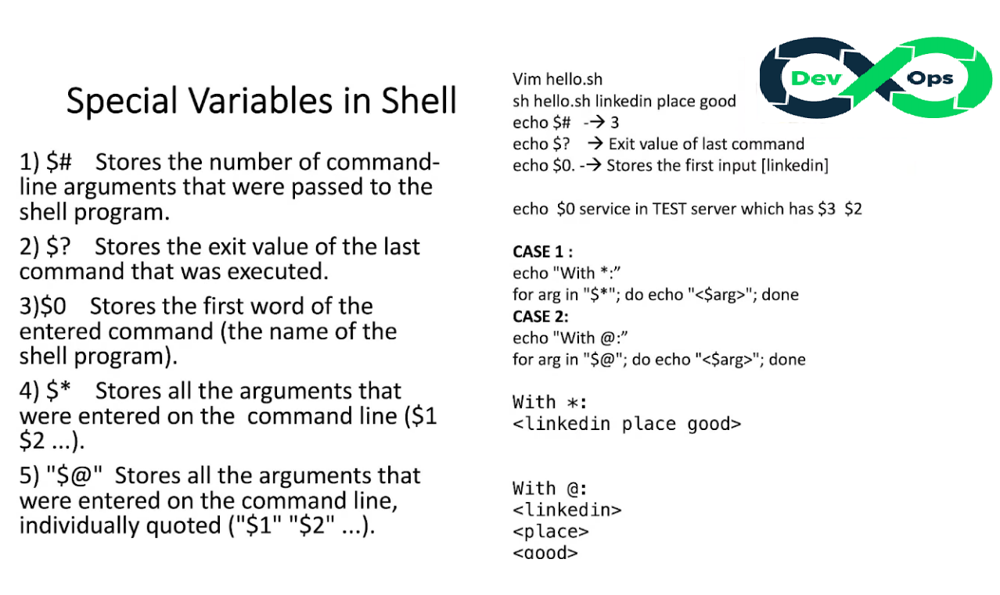 Special Variables in Shell
1) $# Stores the number of command-
line arguments that were passed to the
shell program.
2) $? Stores the exit value of the last
command that was executed.
3)$0 Stores the first word of the
entered command (the name of the
shell program).
4) $* Stores all the arguments that
were entered on the command line ($1
$2 ...).
5) "$@" Stores all the arguments that
were entered on the command line,
individually quoted ("$1" "$2" ...).
Vim hello.sh
sh hello.sh linkedin place good
echo $# -→ 3
echo $? → Exit value of last command
echo $0. -→ Stores the first input [linkedin]
echo $0 service in TEST server which has $3 $2
CASE 1 :
echo "With *:”
for arg in "$*"; do echo "<$arg>"; done
CASE 2:
echo "With @:”
for arg in "$@"; do echo "<$arg>"; done
With *:
<linkedin place good>
With @:
<linkedin>
<place>
<good>
Dev Ops